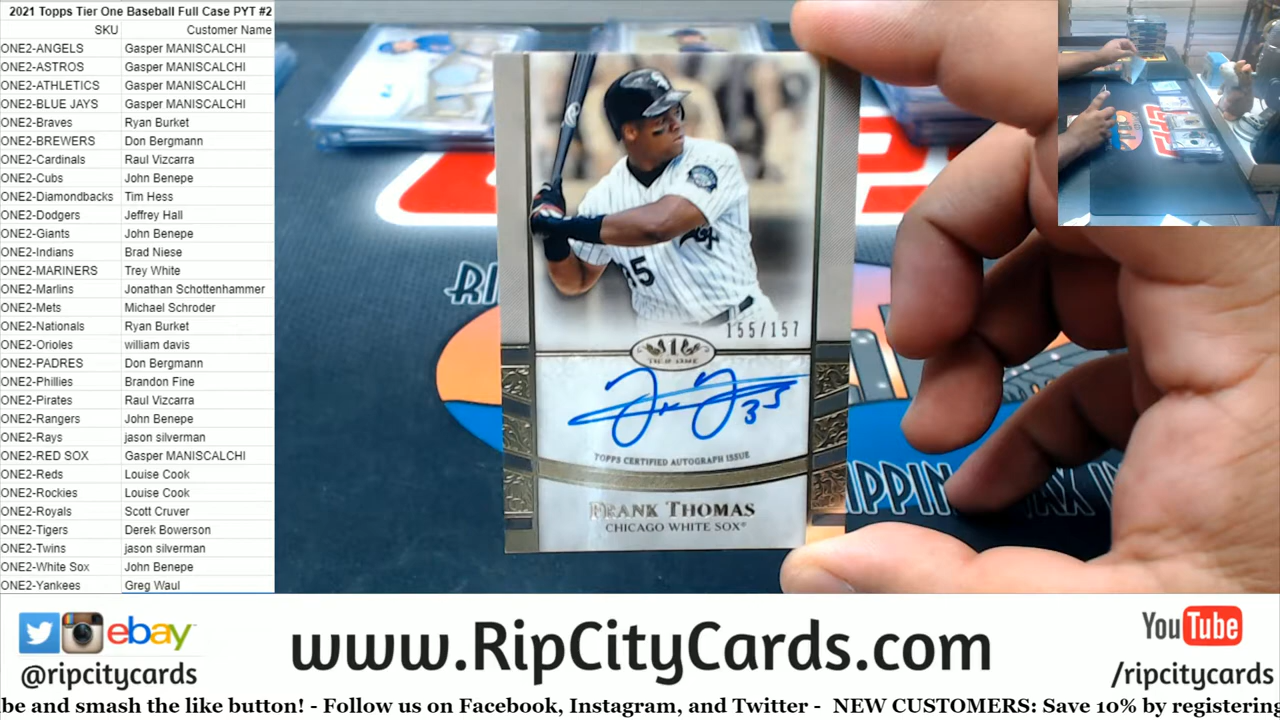 2021 Topps Tier One Baseball Full Case PYT #2
SKU Customer Name
ONE2-ANGELS Gasper MANISCALCHI
ONE2-ASTROS Gasper MANISCALCHI
ONE2-ATHLETICS Gasper MANISCALCHI
ONE2-BLUE JAYS Gasper MANISCALCHI
ONE2-Braves Ryan Burket
ONE2-BREWERS Don Bergmann
ONE2-Cardinals Raul Vizcarra
ONE2-Cubs John Benepe
ONE2-Diamondbacks Tim Hess
ONE2-Dodgers Jeffrey Hall
ONE2-Giants John Benepe
ONE2-Indians Brad Niese
ONE2-MARINERS Trey White
ONE2-Marlins Jonathan Schottenhammer
ONE2-Mets Michael Schroder
ONE2-Nationals Ryan Burket
ONE2-Orioles william davis
ONE2-PADRES Don Bergmann
ONE2-Phillies Brandon Fine
ONE2-Pirates Raul Vizcarra
ONE2-Rangers John Benepe
ONE2-Rays jason silverman
ONE2-RED SOX Gasper MANISCALCHI
ONE2-Reds Louise Cook
ONE2-Rockies Louise Cook
ONE2-Royals Scott Cruver
ONE2-Tigers Derek Bowerson
ONE2-Twins jason silverman
ONE2-White Sox John Benepe
ONE2-Yankees Greg Waul
35
155/157
1
TIER ONE
35
TOPPS CERTIFIED AUTOGRAPH ISSUE
FRANK THOMAS
CHICAGO WHITE SOX®
RI
IPPIN
ebay
@ripcitycards
www.RipCityCards.com
YouTube
/ripcitycards
be and smash the like button! - Follow us on Facebook, Instagram, and Twitter - NEW CUSTOMERS: Save 10% by registering